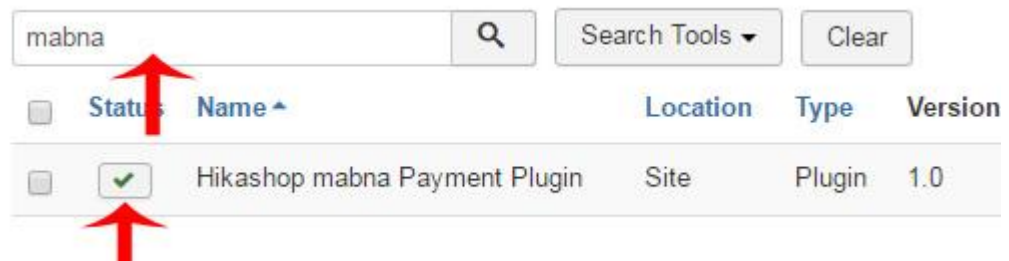 mabna Search Tools Clear
Status Name Location Type Version
Hikashop mabna Payment Plugin Site Plugin 1.0